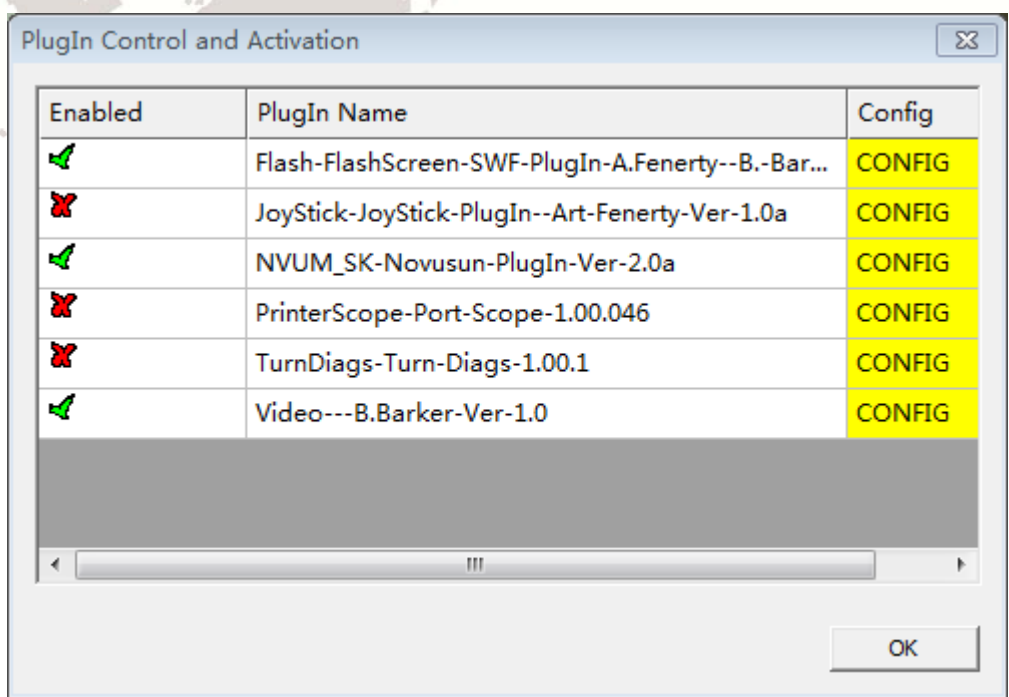 PlugIn Control and Activation
Enabled PlugIn Name Config
Flash-FlashScreen-SWF-PlugIn-A.Fenerty--B.-Bar... CONFIG
JoyStick-JoyStick-PlugIn--Art-Fenerty-Ver-1.0a CONFIG
NVUM_SK-Novusun-PlugIn-Ver-2.0a CONFIG
PrinterScope-Port-Scope-1.00.046 CONFIG
TurnDiags-Turn-Diags-1.00.1 CONFIG
Video---B.Barker-Ver-1.0 CONFIG
OK